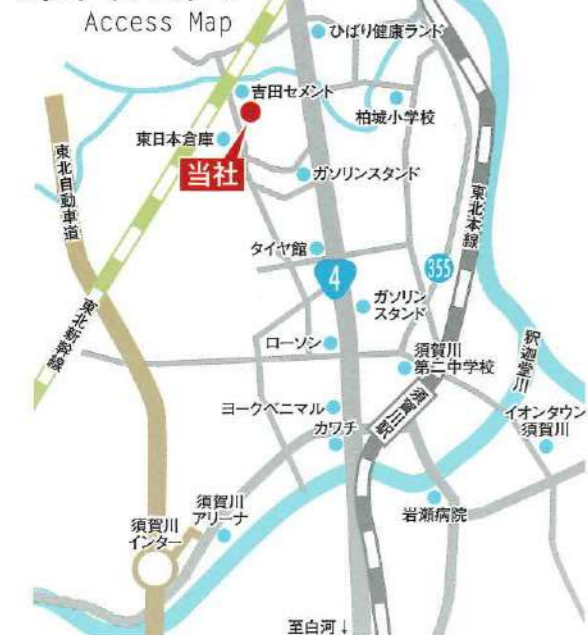 Access Map
ひばり健康ランド
吉田セメント
柏城小学校
東日本倉庫
当社
ガソリンスタンド
東北自動車道
東北本線
タイヤ館
4
355
ガソリン
スタンド
東北新幹線
ローソン
須賀川
第二中学校
釈迦堂川
ヨークベニマル
須賀川駅
イオンタウン
須賀川
カワチ
須賀川
アリーナ
岩瀬病院
須賀川
インター
至白河↓